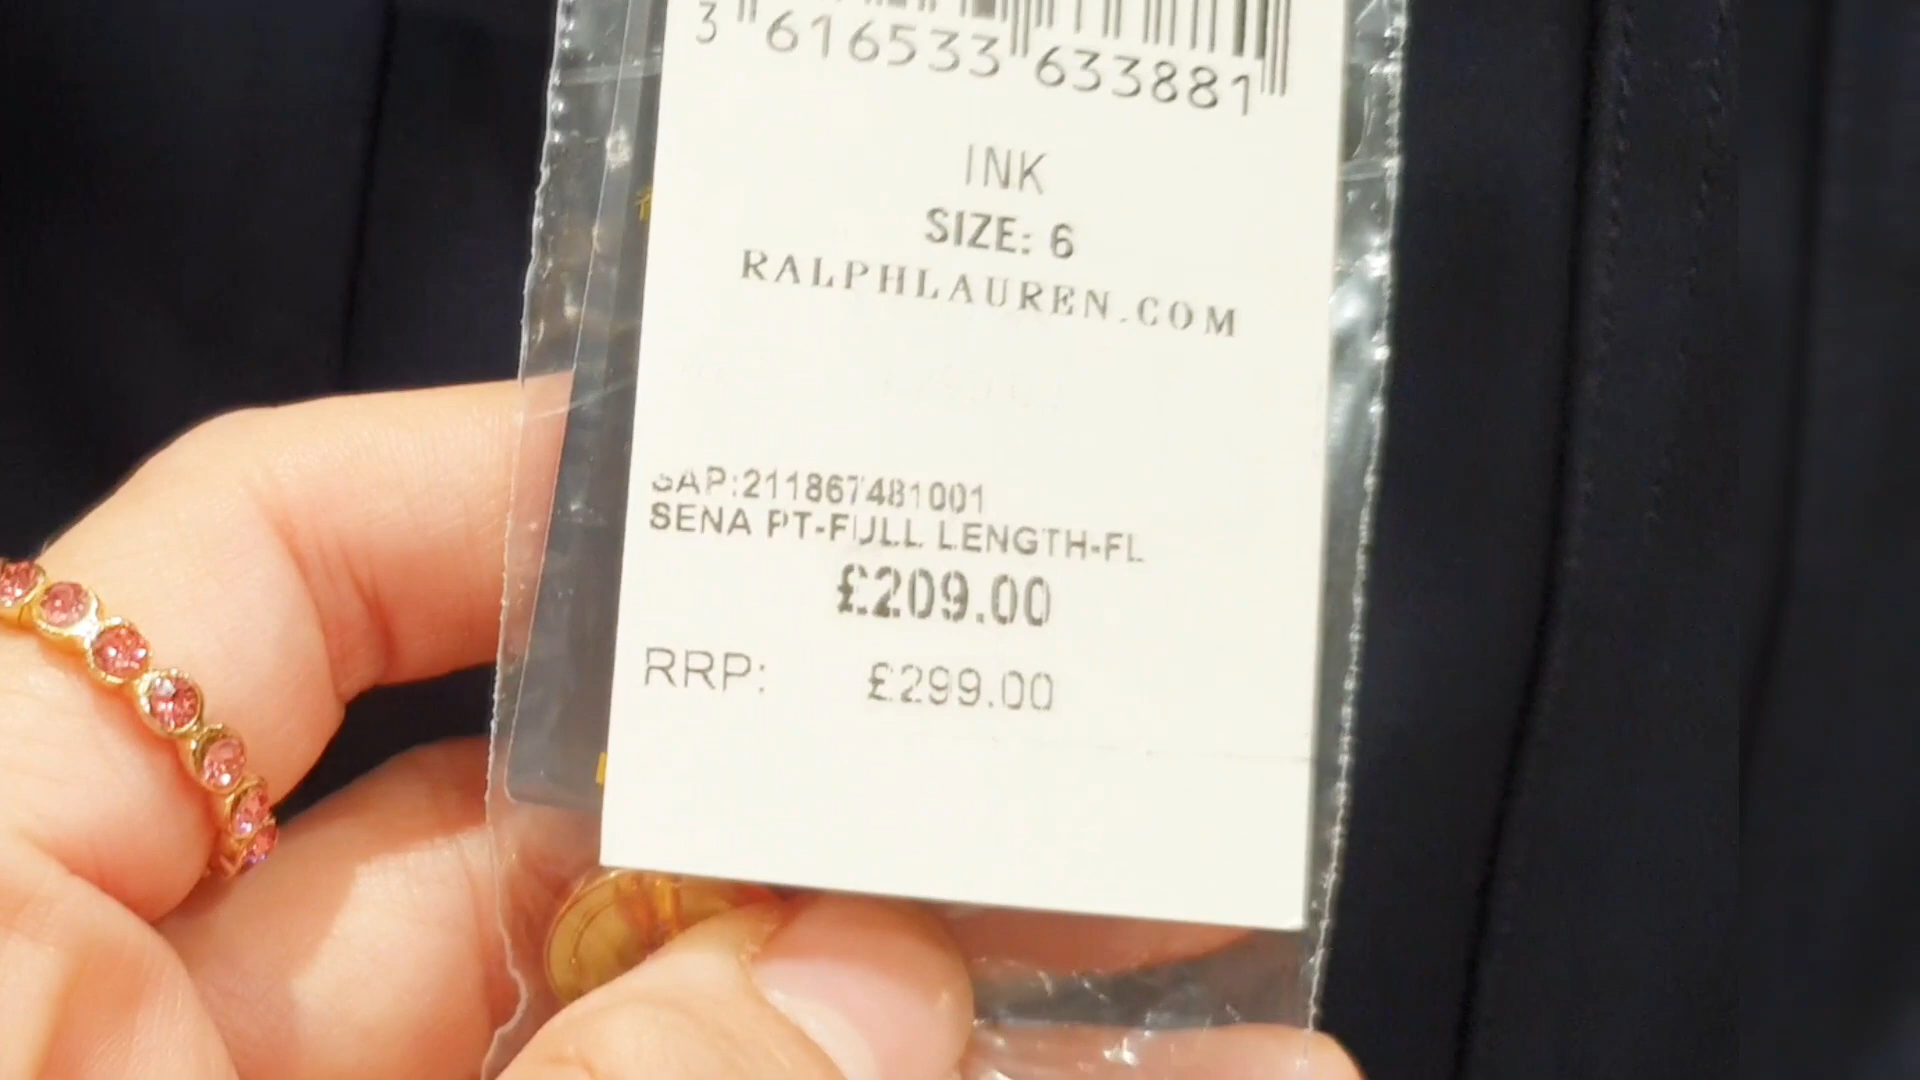 3 616533 633881
INK
SIZE: 6
RALPHLAUREN.COM
SAP:211867481001
SENA PT-FULL LENGTH-FL
£209.00
RRP: £299.00